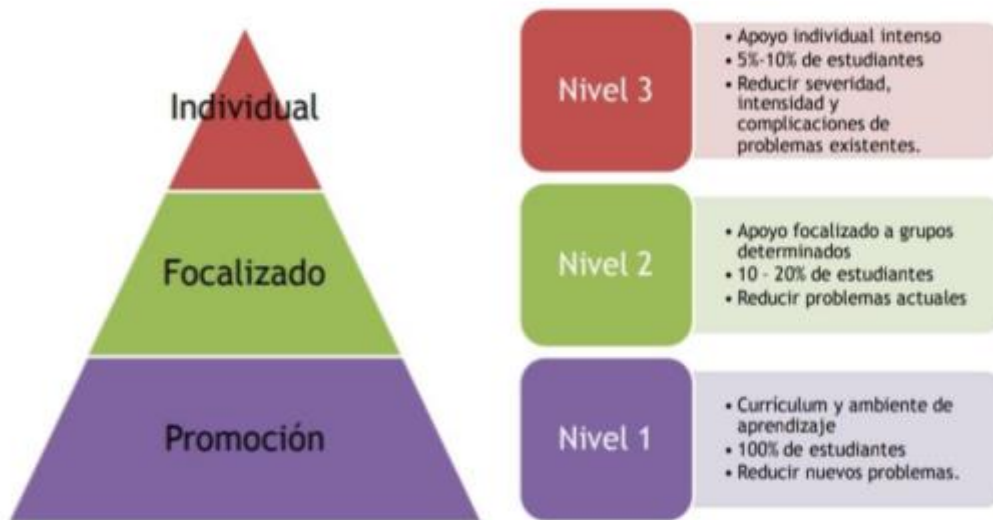 Individual
Focalizado
Promoción
Nivel 3
• Apoyo individual intenso
• 5%-10% de estudiantes
• Reducir severidad,
intensidad y
complicaciones de
problemas existentes.
Nivel 2
• Apoyo focalizado a grupos
determinados
• 10 - 20% de estudiantes
• Reducir problemas actuales
Nivel 1
• Currículum y ambiente de
aprendizaje
• 100% de estudiantes
• Reducir nuevos problemas.